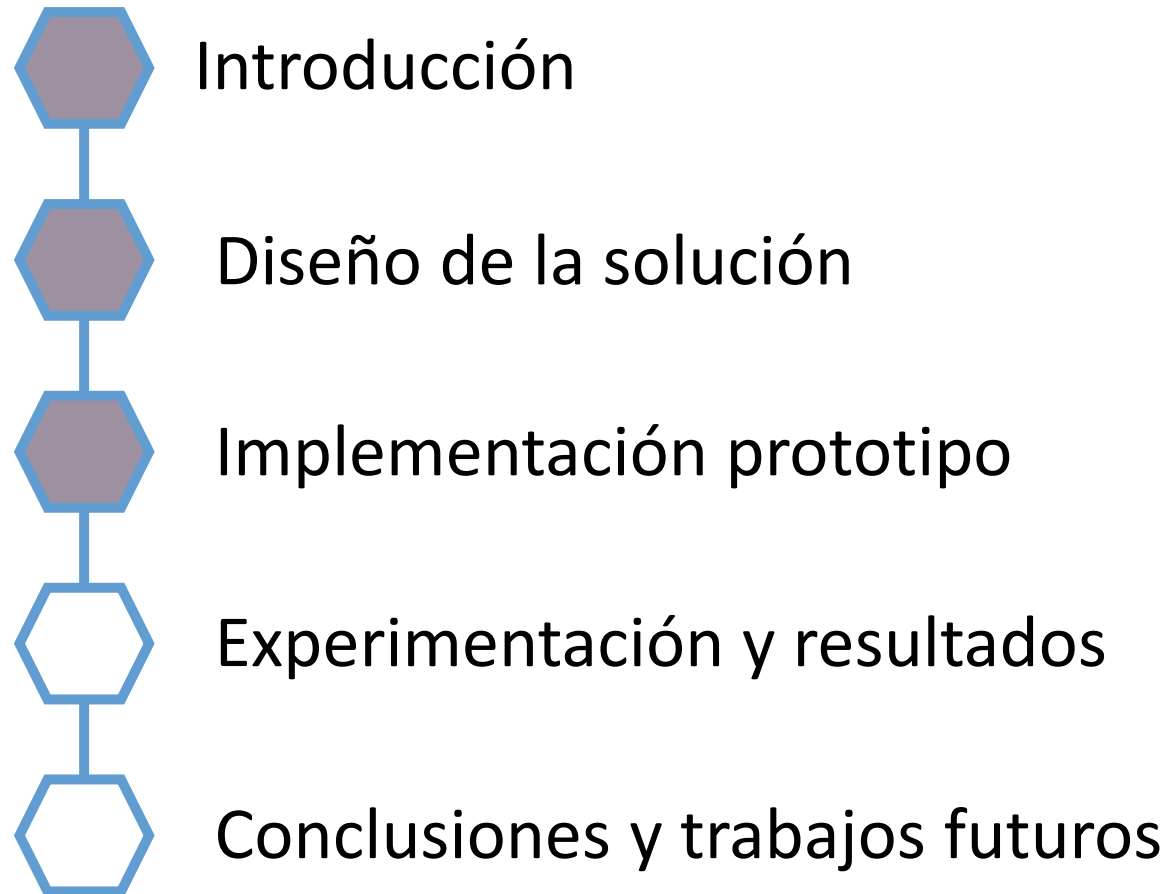 Introducción
Diseño de la solución
Implementación prototipo
Experimentación y resultados
Conclusiones y trabajos futuros